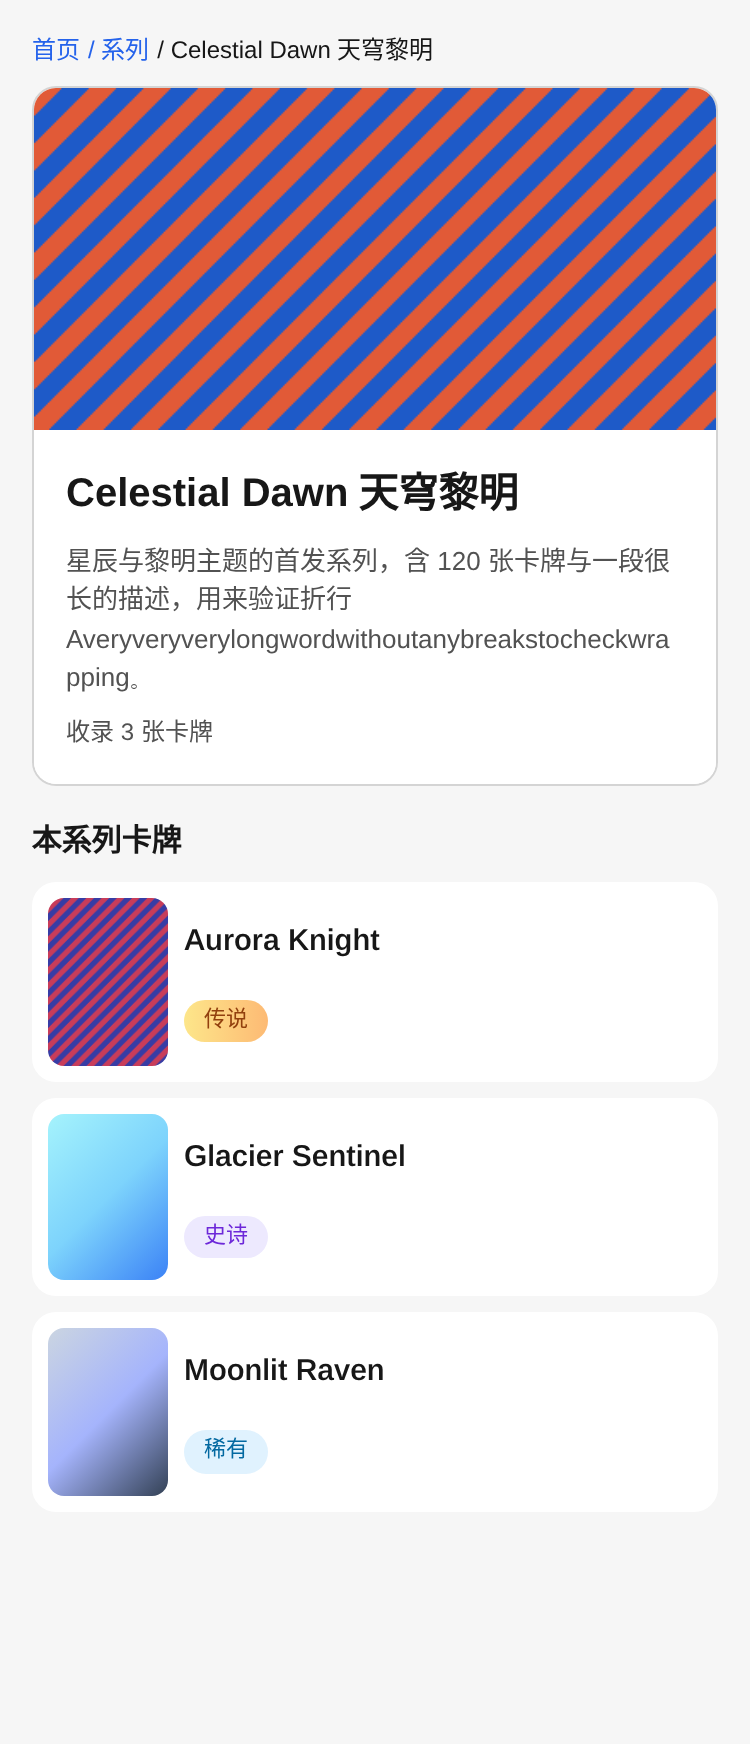 首页 / 系列 / Celestial Dawn 天穹黎明
Celestial Dawn 天穹黎明
星辰与黎明主题的首发系列，含 120 张卡牌与一段很
长的描述，用来验证折行
Averyveryverylongwordwithoutanybreakstocheckwra
pping。
收录 3 张卡牌
本系列卡牌
Aurora Knight
传说
Glacier Sentinel
史诗
Moonlit Raven
稀有